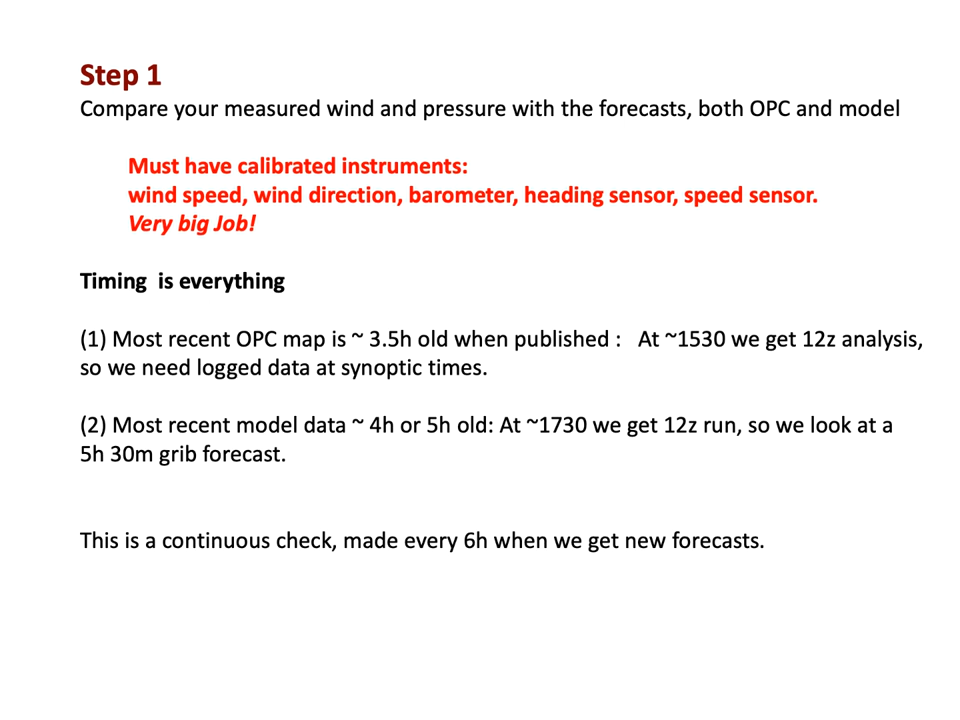 Step 1
Compare your measured wind and pressure with the forecasts, both OPC and model
Must have calibrated instruments:
wind speed, wind direction, barometer, heading sensor, speed sensor.
Very big Job!
Timing  is everything
(1) Most recent OPC map is ~ 3.5h old when published :   At ~1530 we get 12z analysis,
so we need logged data at synoptic times.
(2) Most recent model data ~ 4h or 5h old: At ~1730 we get 12z run, so we look at a
5h 30m grib forecast.
This is a continuous check, made every 6h when we get new forecasts.